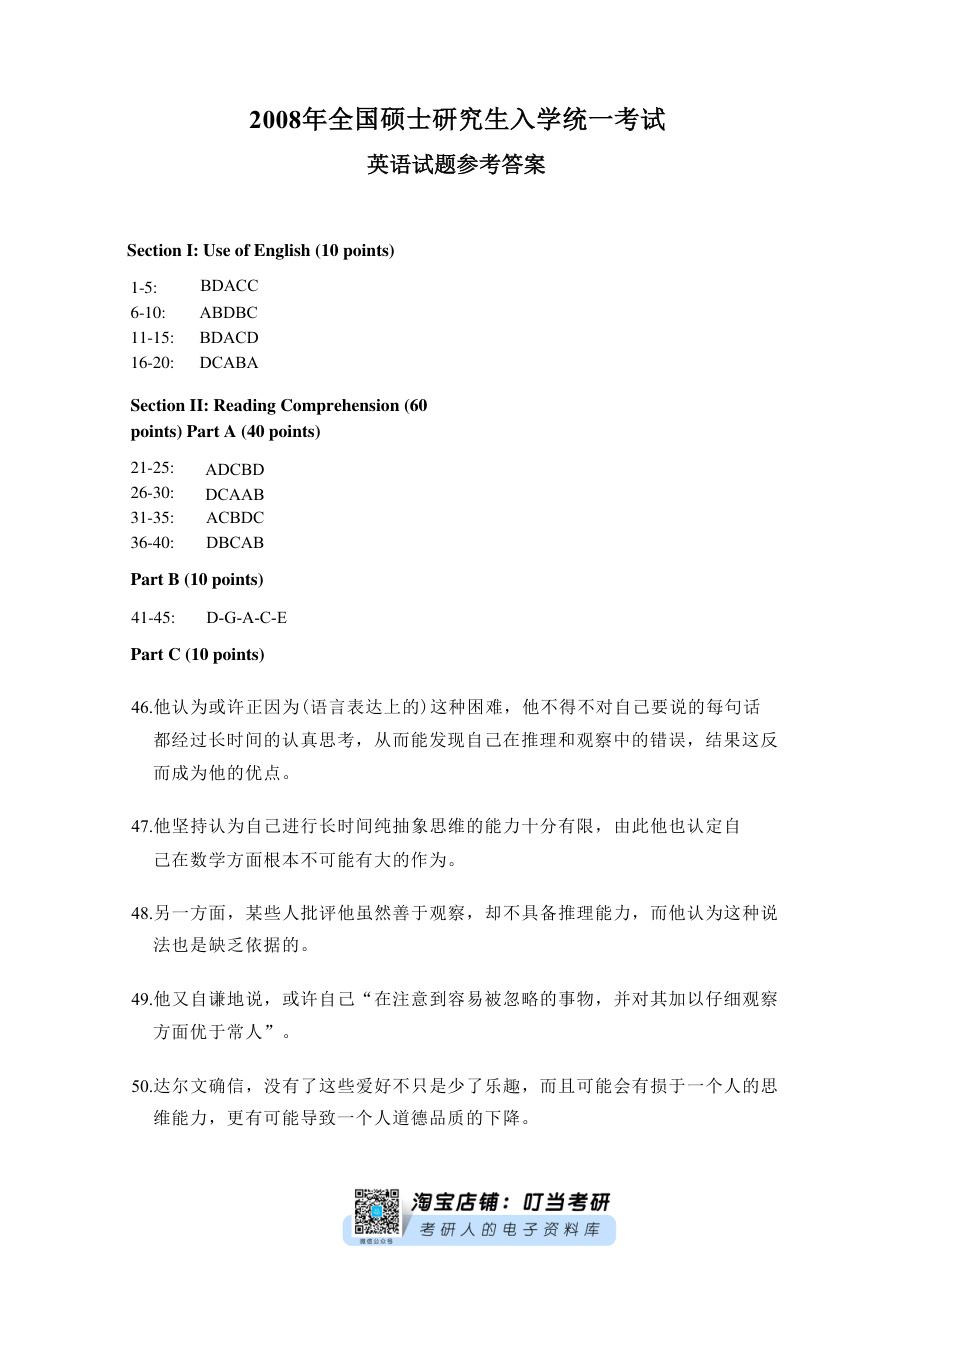 2008年全国硕士研究生入学统一考试
英语试题参考答案
Section I: Use of English (10 points)
1-5: BDACC
6-10: ABDBC
11-15: BDACD
16-20: DCABA
Section II: Reading Comprehension (60
points) Part A (40 points)
21-25: ADCBD
26-30: DCAAB
31-35: ACBDC
36-40: DBCAB
Part B (10 points)
41-45: D-G-A-C-E
Part C (10 points)
46.他认为或许正因为(语言表达上的)这种困难，他不得不对自己要说的每句话
都经过长时间的认真思考，从而能发现自己在推理和观察中的错误，结果这反
而成为他的优点。
47.他坚持认为自己进行长时间纯抽象思维的能力十分有限，由此他也认定自
己在数学方面根本不可能有大的作为。
48.另一方面，某些人批评他虽然善于观察，却不具备推理能力，而他认为这种说
法也是缺乏依据的。
49.他又自谦地说，或许自己“在注意到容易被忽略的事物，并对其加以仔细观察
方面优于常人”。
50.达尔文确信，没有了这些爱好不只是少了乐趣，而且可能会有损于一个人的思
维能力，更有可能导致一个人道德品质的下降。
淘宝店铺：叮当考研
考研人的电子资料库
微信公众号